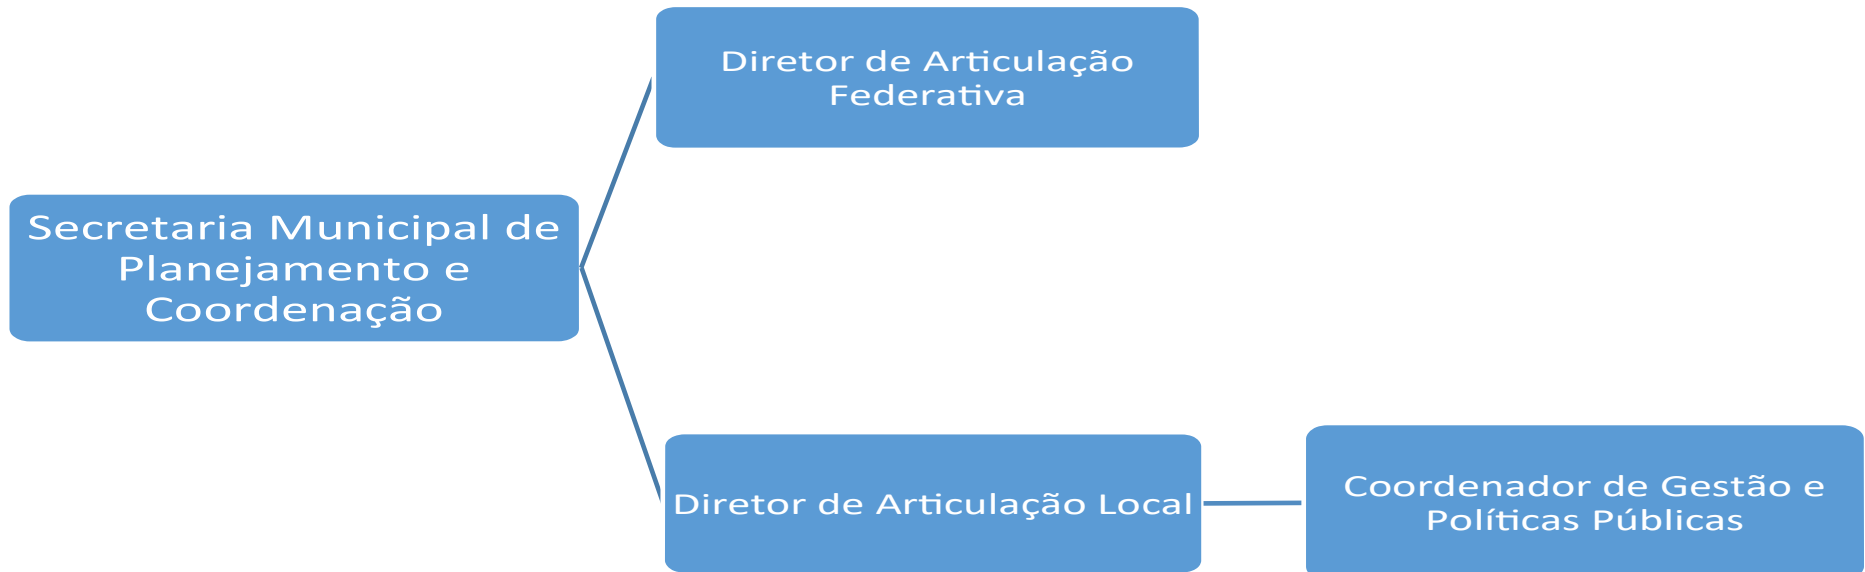 Diretor de Articulação
Federativa
Secretaria Municipal de
Planejamento e
Coordenação
Diretor de Articulação Local
Coordenador de Gestão e
Políticas Públicas